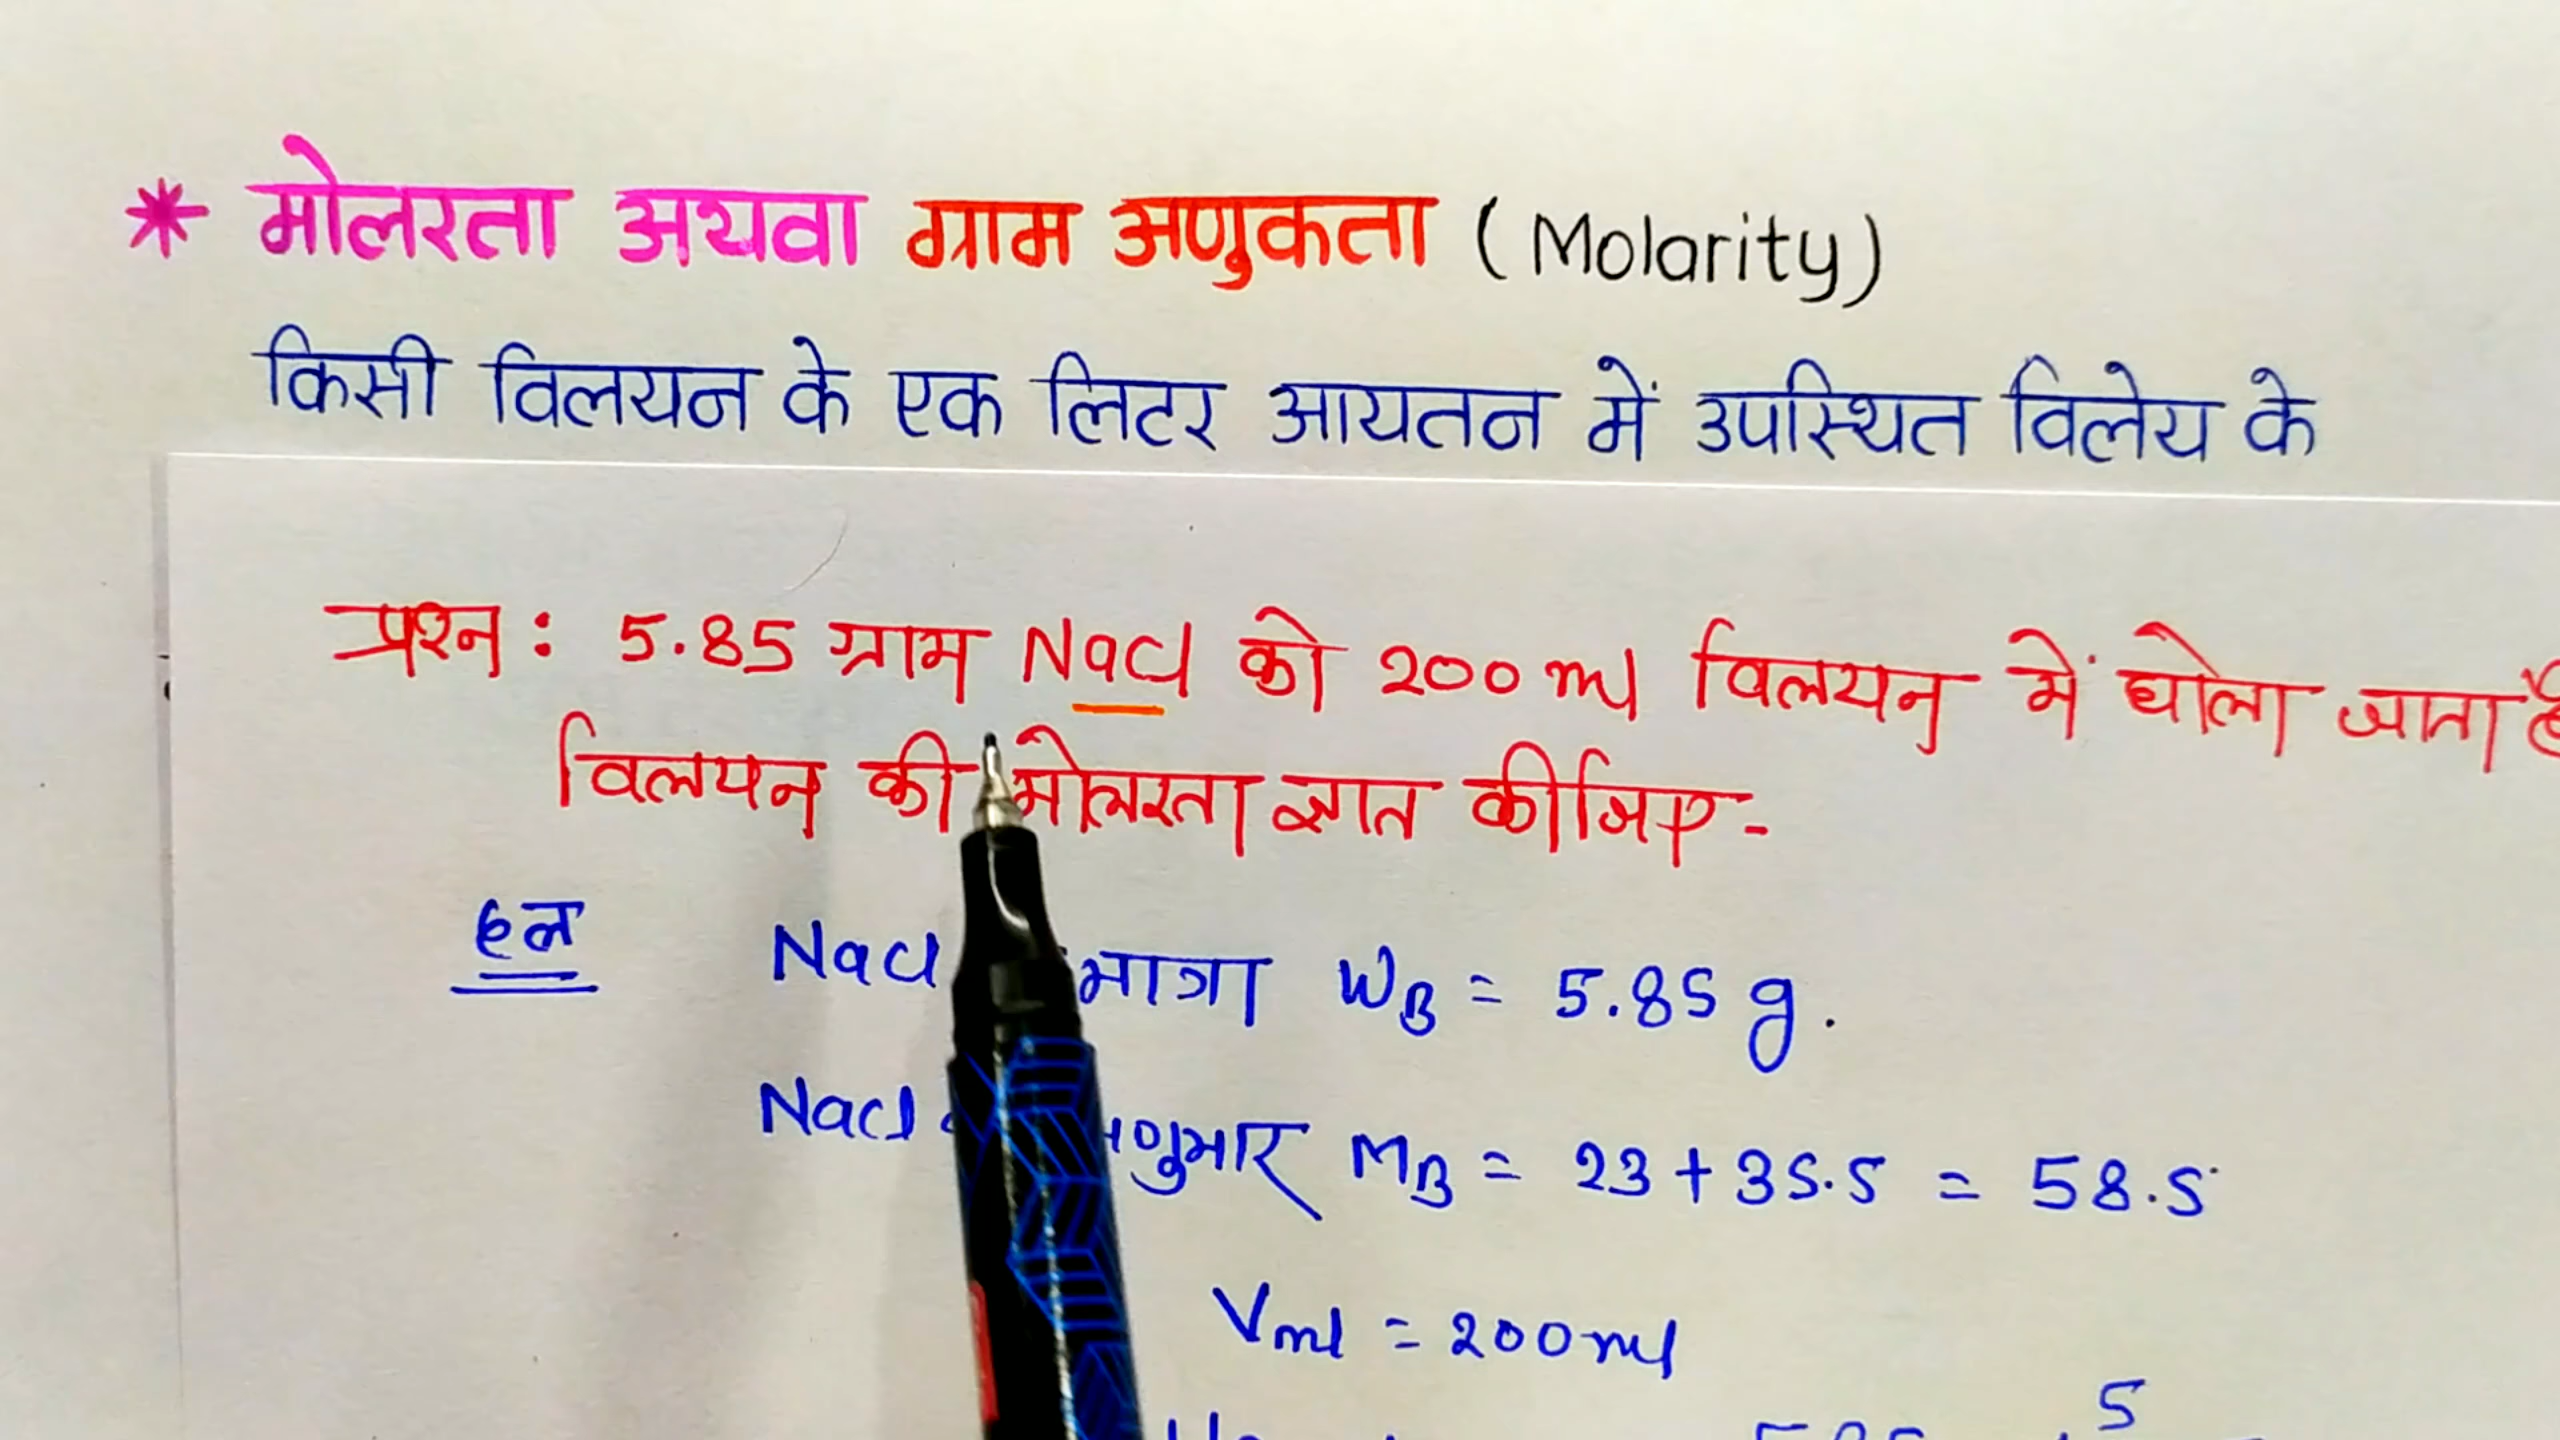 * मोलरता अथवा ग्राम अणुकता (Molarity)
किसी विलयन के एक लिटर आयतन में उपस्थित विलेय के
प्रश्न: 5.85 ग्राम NaCl को 200 ml विलयन में घोला जाता है
विलयन की मोलरता ज्ञात कीजिए-
हल NaCl मात्रा WB = 5.85 g.
NaCl णुभार MB = 23 + 35.5 = 58.5
Vml = 200 ml
5